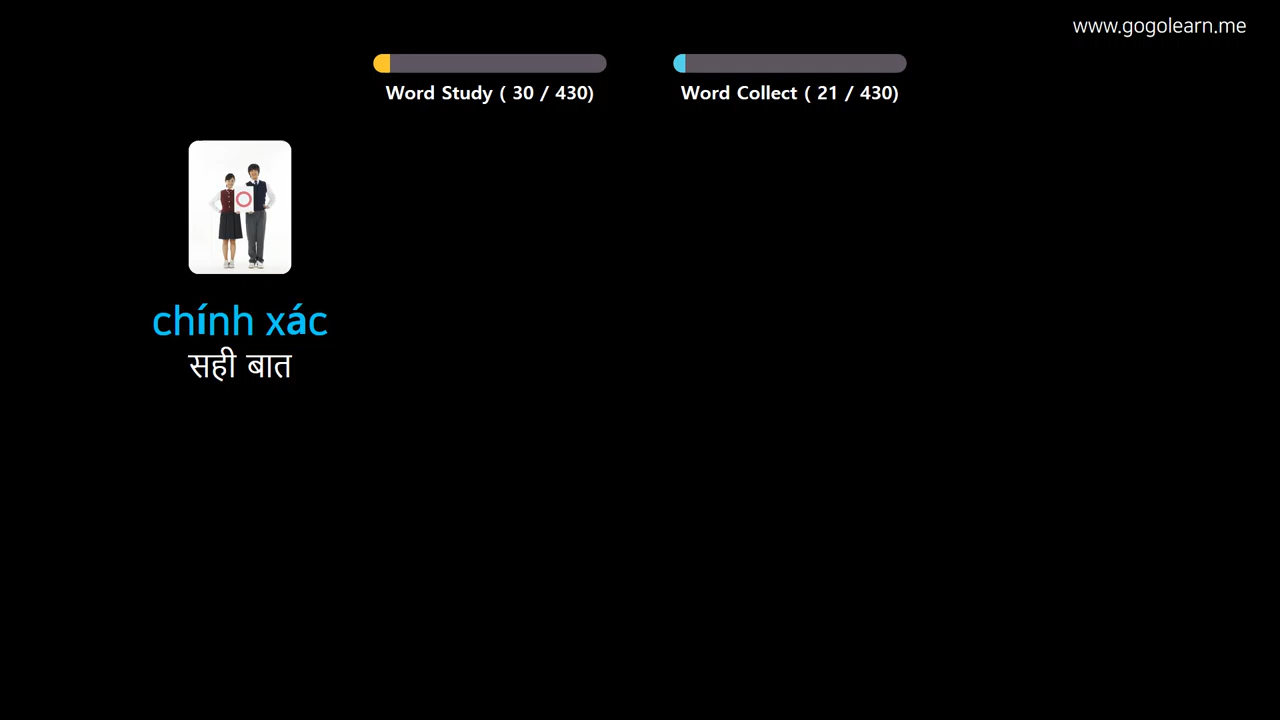 www.gogolearn.me
Word Study ( 30 / 430)
Word Collect ( 21 / 430)
chính xác
सही बात